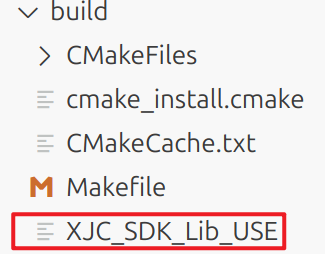 build
CMakeFiles
cmake_install.cmake
CMakeCache.txt
Makefile
XJC_SDK_Lib_USE